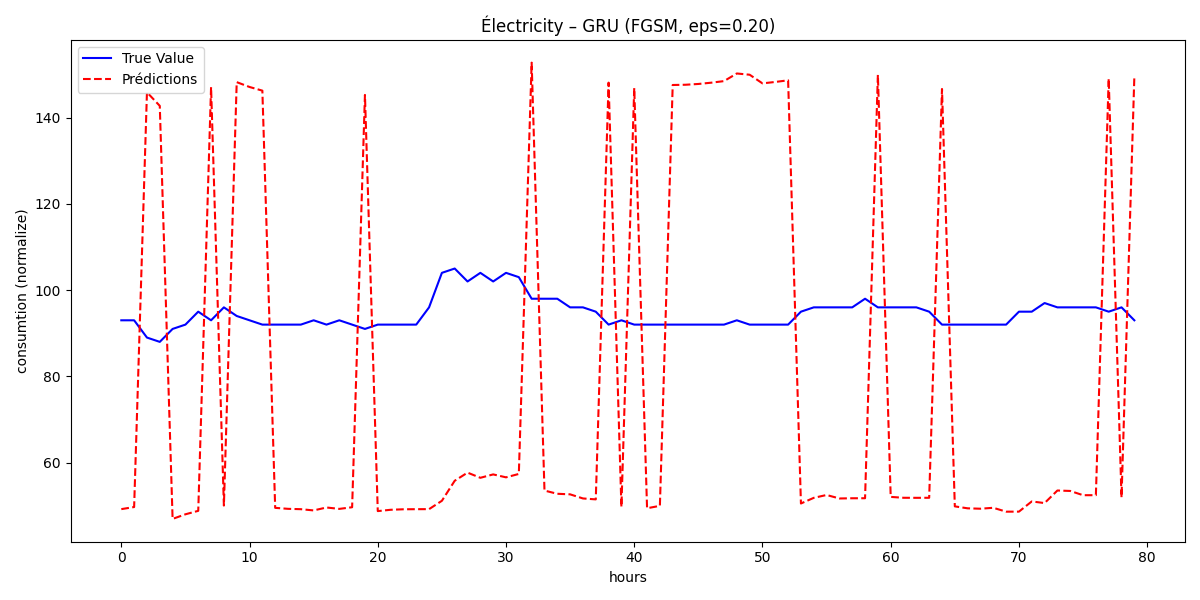 Électricity – GRU (FGSM, eps=0.20)
True Value
Prédictions
consumtion (normalize)
140
120
100
80
60
0 10 20 30 40 50 60 70 80
hours